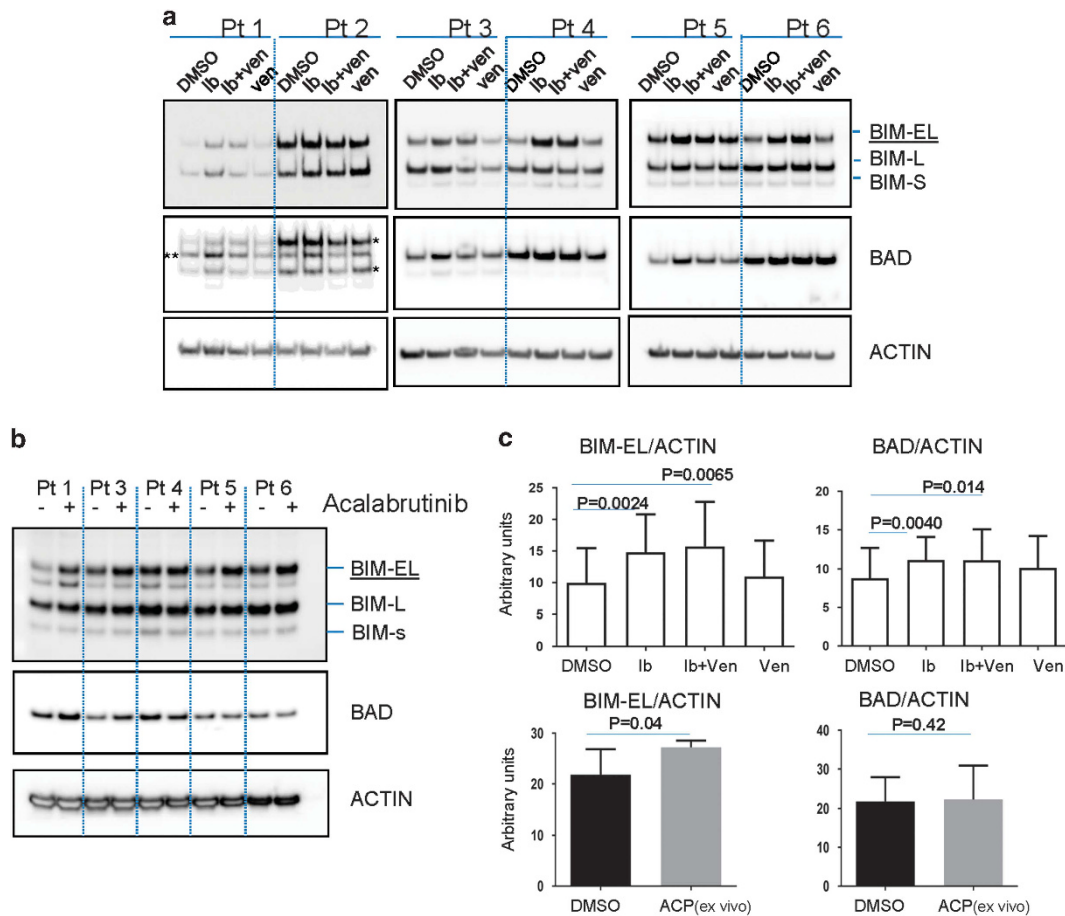 a
Pt 1 Pt 2 Pt 3 Pt 4 Pt 5 Pt 6
DMSO Ib Ib+ven ven DMSO Ib Ib+ven ven DMSO Ib Ib+ven ven DMSO Ib Ib+ven ven DMSO Ib Ib+ven ven DMSO Ib Ib+ven ven
BIM-EL
BIM-L
BIM-S
*
** BAD
*
ACTIN
b
Pt 1 Pt 3 Pt 4 Pt 5 Pt 6
- + - + - + - + - + Acalabrutinib
BIM-EL
BIM-L
BIM-s
BAD
ACTIN
c
BIM-EL/ACTIN
P=0.0065
P=0.0024
Arbitrary units
25
20
15
10
5
0
DMSO Ib Ib+Ven Ven
BAD/ACTIN
P=0.014
P=0.0040
20
15
10
5
0
DMSO Ib Ib+Ven Ven
BIM-EL/ACTIN
P=0.04
Arbitrary units
30
20
10
0
DMSO ACP(ex vivo)
BAD/ACTIN
P=0.42
40
30
20
10
0
DMSO ACP(ex vivo)